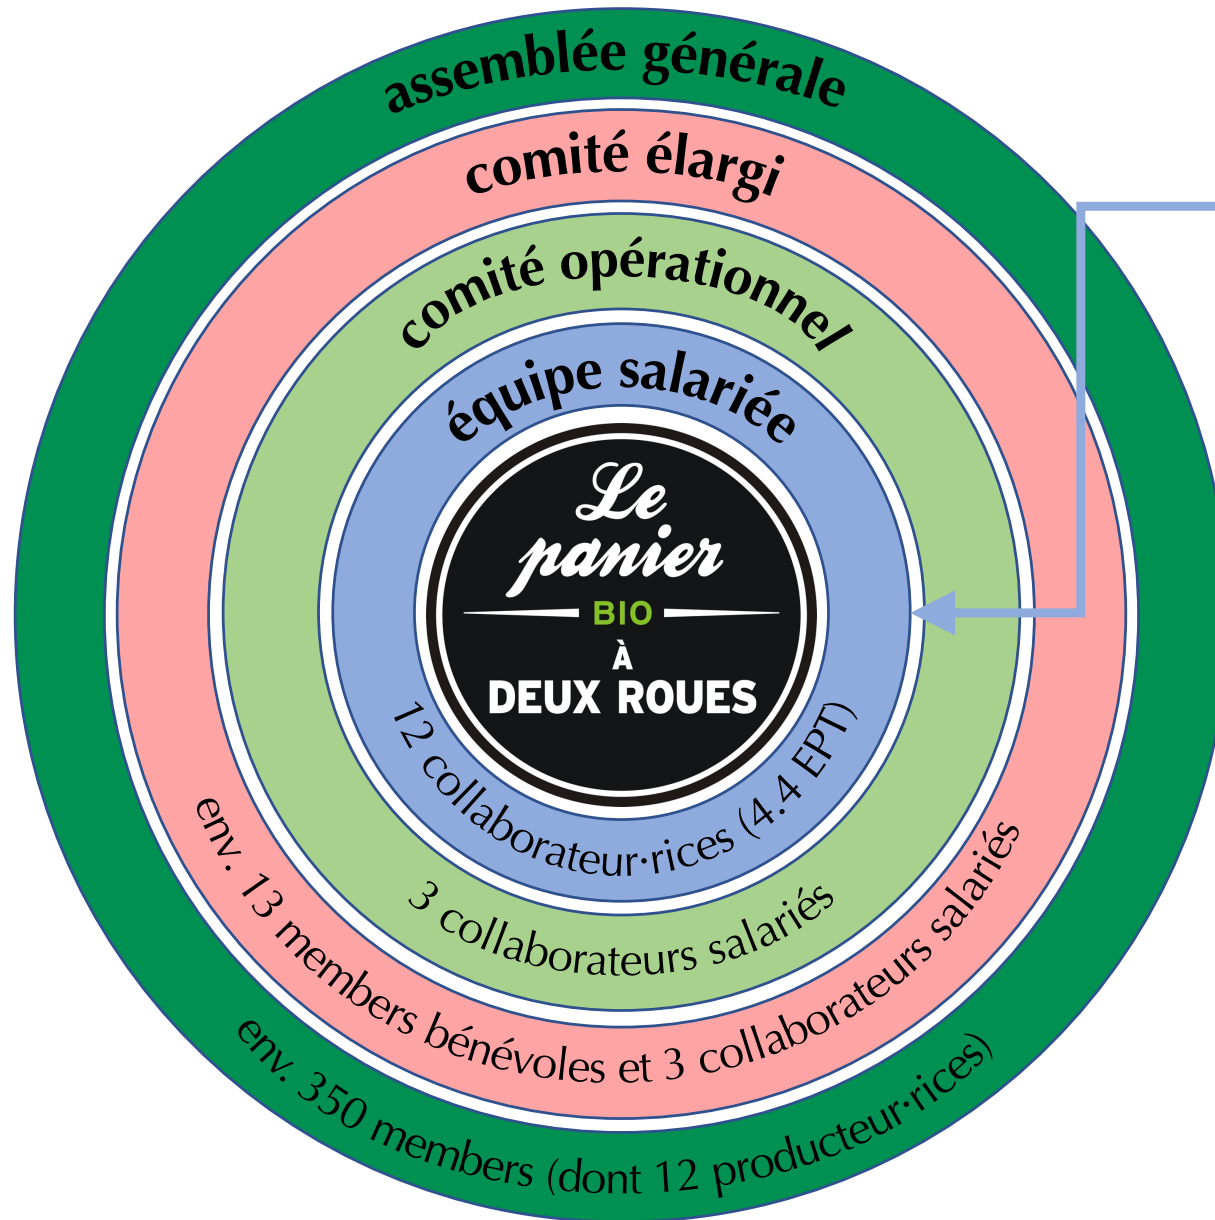 assemblée générale
comité élargi
comité opérationnel
équipe salariée
Le
panier
BIO
À
DEUX ROUES
12 collaborateur·rices (4.4 EPT)
3 collaborateurs salariés
env. 13 members bénévoles et 3 collaborateurs salariés
env. 350 members (dont 12 producteur·rices)